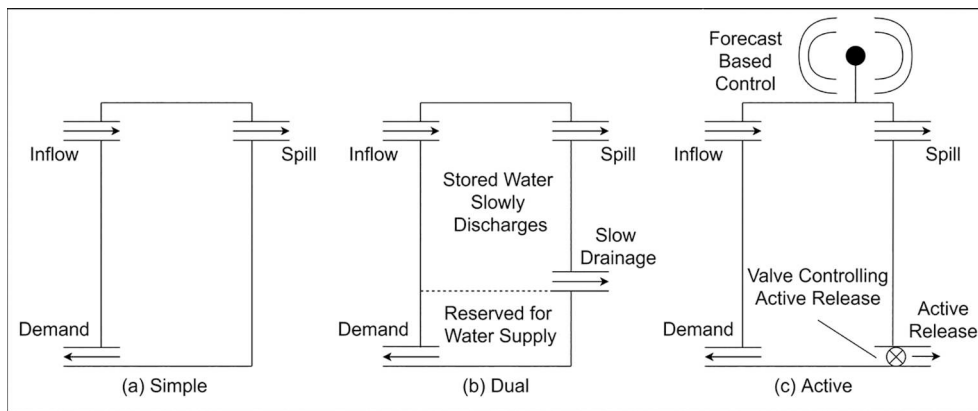 Inflow
Spill
Demand
(a) Simple
Inflow
Spill
Stored Water
Slowly
Discharges
Slow
Drainage
Reserved for
Water Supply
Demand
(b) Dual
Forecast
Based
Control
Inflow
Spill
Valve Controlling
Active Release
Active
Release
Demand
(c) Active